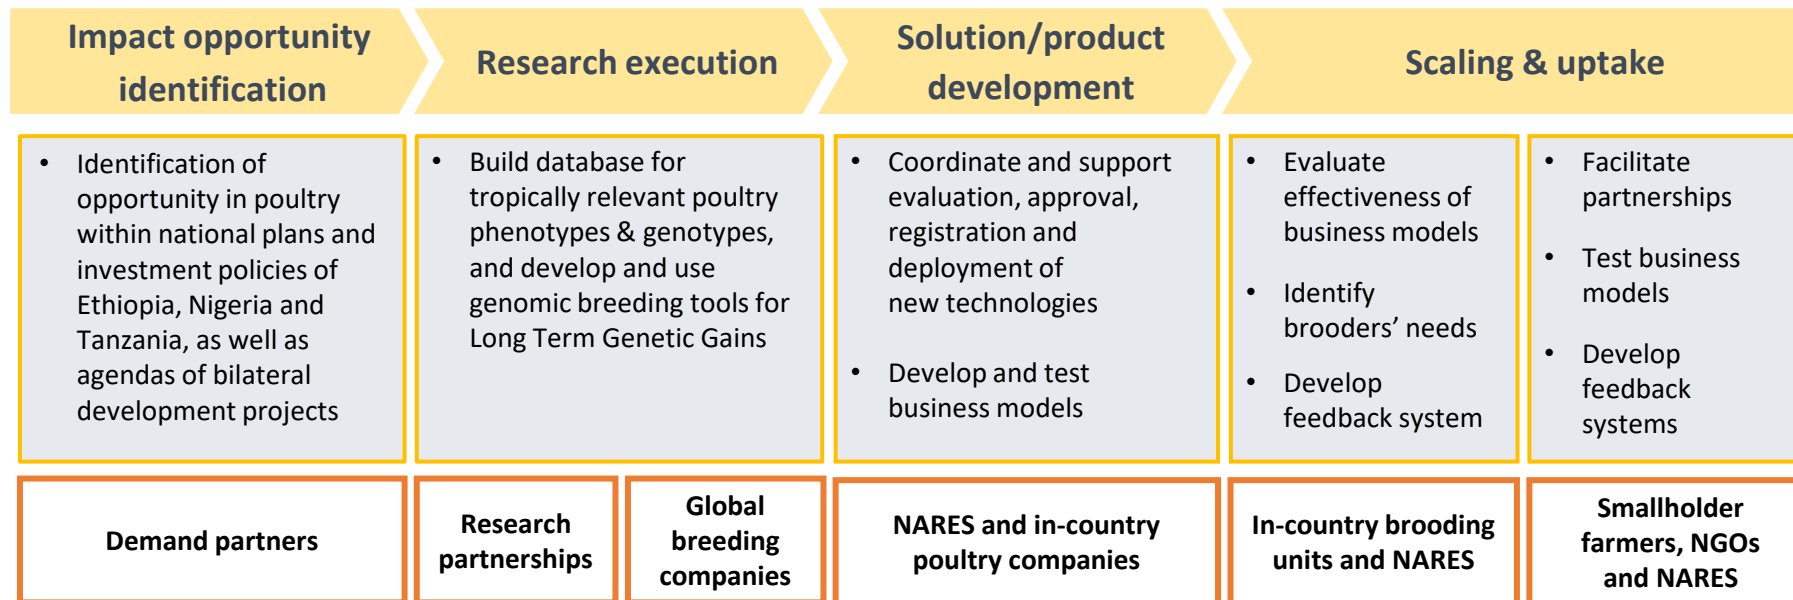 Impact opportunity
identification
Research execution
Solution/product
development
Scaling & uptake
• Identification of
opportunity in poultry
within national plans and
investment policies of
Ethiopia, Nigeria and
Tanzania, as well as
agendas of bilateral
development projects
• Build database for
tropically relevant poultry
phenotypes & genotypes,
and develop and use
genomic breeding tools for
Long Term Genetic Gains
• Coordinate and support
evaluation, approval,
registration and
deployment of
new technologies
• Develop and test
business models
• Evaluate
effectiveness of
business models
• Identify
brooders’ needs
• Develop
feedback system
• Facilitate
partnerships
• Test business
models
• Develop
feedback
systems
Demand partners
Research
partnerships
Global
breeding
companies
NARES and in-country
poultry companies
In-country brooding
units and NARES
Smallholder
farmers, NGOs
and NARES